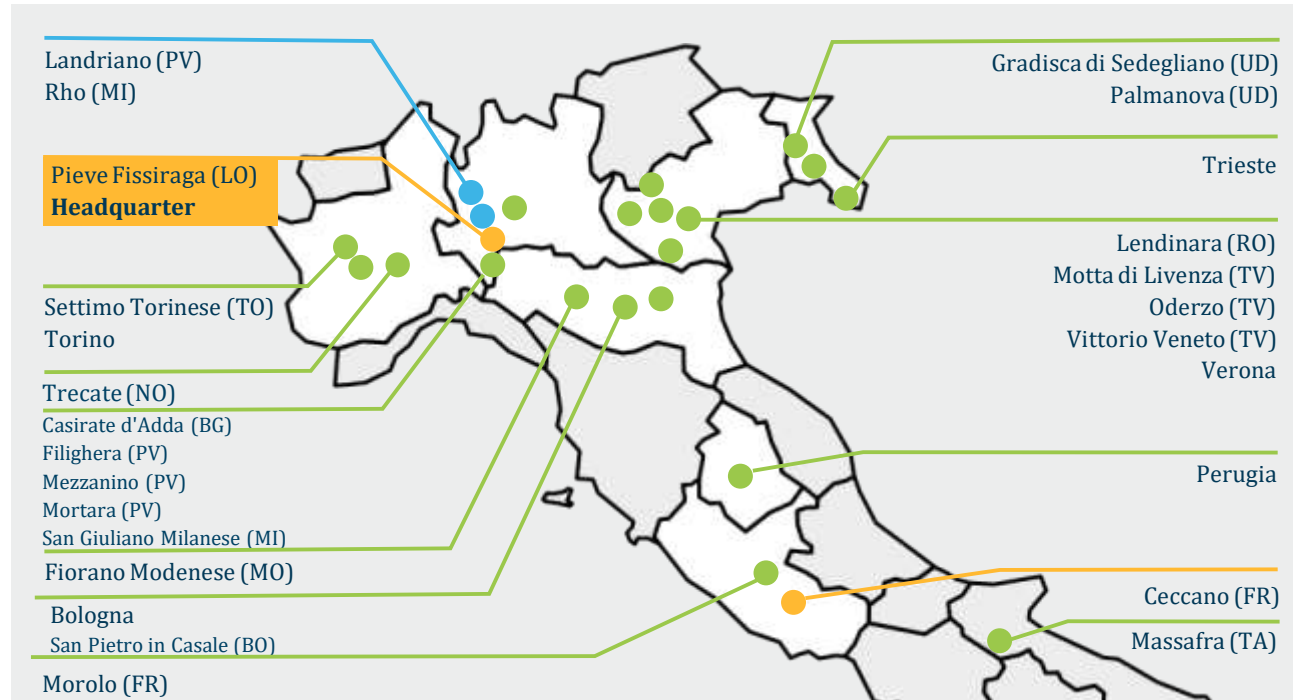 Landriano (PV)
Rho (MI)
Pieve Fissiraga (LO)
Headquarter
Settimo Torinese (TO)
Torino
Trecate (NO)
Casirate d'Adda (BG)
Filighera (PV)
Mezzanino (PV)
Mortara (PV)
San Giuliano Milanese (MI)
Fiorano Modenese (MO)
Bologna
San Pietro in Casale (BO)
Morolo (FR)
Gradisca di Sedegliano (UD)
Palmanova (UD)
Trieste
Lendinara (RO)
Motta di Livenza (TV)
Oderzo (TV)
Vittorio Veneto (TV)
Verona
Perugia
Ceccano (FR)
Massafra (TA)